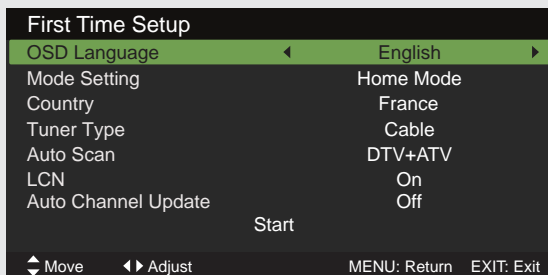 First Time Setup
OSD Language English
Mode Setting Home Mode
Country France
Tuner Type Cable
Auto Scan DTV+ATV
LCN On
Auto Channel Update Off
Start
Move Adjust MENU: Return EXIT: Exit